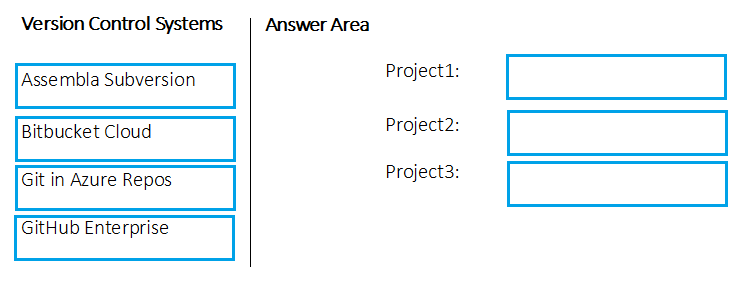 Version Control Systems
Answer Area
Assembla Subversion
Bitbucket Cloud
Git in Azure Repos
GitHub Enterprise
Project1:
Project2:
Project3: